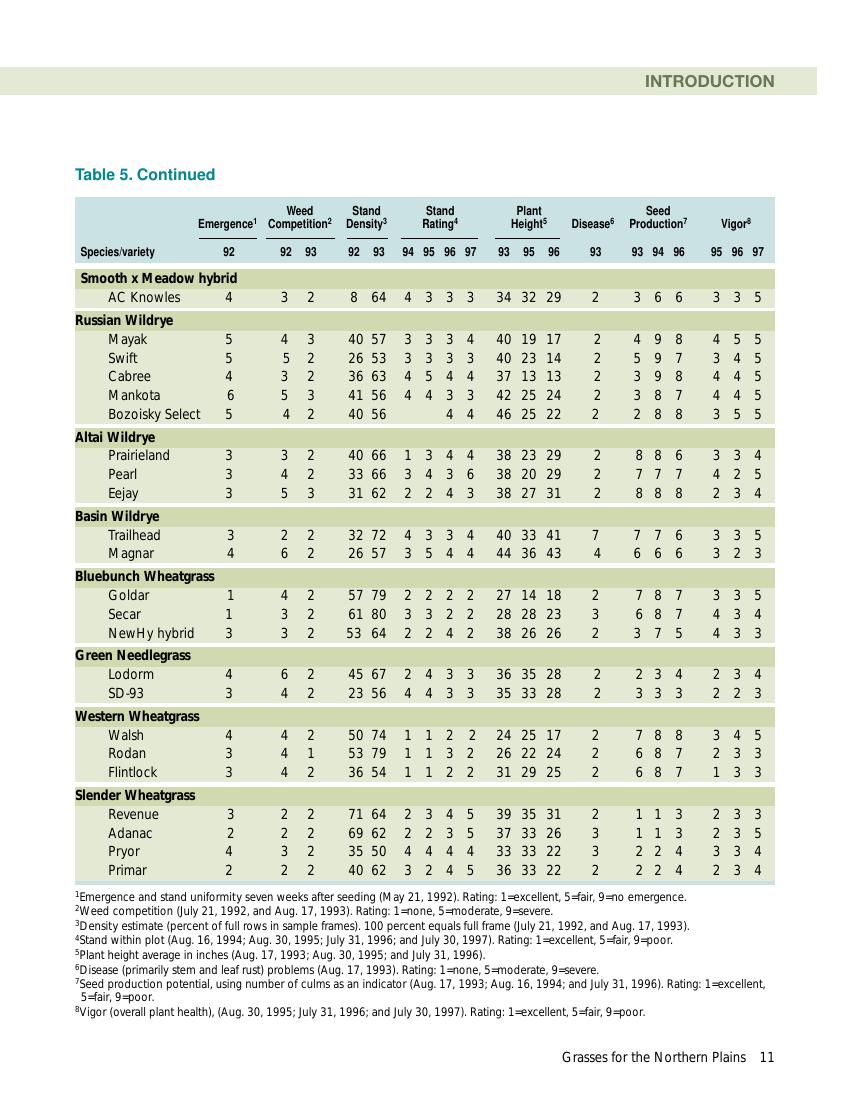 INTRODUCTION
Table 5. Continued
Weed Stand Stand Plant Seed
Emergence¹ Competition² Density³ Rating⁴ Height⁵ Disease⁶ Production⁷ Vigor⁸
Species/variety 92 92 93 92 93 94 95 96 97 93 95 96 93 93 94 96 95 96 97
Smooth x Meadow hybrid
AC Knowles 4 3 2 8 64 4 3 3 3 34 32 29 2 3 6 6 3 3 5
Russian Wildrye
Mayak 5 4 3 40 57 3 3 3 4 40 19 17 2 4 9 8 4 5 5
Swift 5 5 2 26 53 3 3 3 3 40 23 14 2 5 9 7 3 4 5
Cabree 4 3 2 36 63 4 5 4 4 37 13 13 2 3 9 8 4 4 5
Mankota 6 5 3 41 56 4 4 3 3 42 25 24 2 3 8 7 4 4 5
Bozoisky Select 5 4 2 40 56 4 4 46 25 22 2 2 8 8 3 5 5
Altai Wildrye
Prairieland 3 3 2 40 66 1 3 4 4 38 23 29 2 8 8 6 3 3 4
Pearl 3 4 2 33 66 3 4 3 6 38 20 29 2 7 7 7 4 2 5
Eejay 3 5 3 31 62 2 2 4 3 38 27 31 2 8 8 8 2 3 4
Basin Wildrye
Trailhead 3 2 2 32 72 4 3 3 4 40 33 41 7 7 7 6 3 3 5
Magnar 4 6 2 26 57 3 5 4 4 44 36 43 4 6 6 6 3 2 3
Bluebunch Wheatgrass
Goldar 1 4 2 57 79 2 2 2 2 27 14 18 2 7 8 7 3 3 5
Secar 1 3 2 61 80 3 3 2 2 28 28 23 3 6 8 7 4 3 4
NewHy hybrid 3 3 2 53 64 2 2 4 2 38 26 26 2 3 7 5 4 3 3
Green Needlegrass
Lodorm 4 6 2 45 67 2 4 3 3 36 35 28 2 2 3 4 2 3 4
SD-93 3 4 2 23 56 4 4 3 3 35 33 28 2 3 3 3 2 2 3
Western Wheatgrass
Walsh 4 4 2 50 74 1 1 2 2 24 25 17 2 7 8 8 3 4 5
Rodan 3 4 1 53 79 1 1 3 2 26 22 24 2 6 8 7 2 3 3
Flintlock 3 4 2 36 54 1 1 2 2 31 29 25 2 6 8 7 1 3 3
Slender Wheatgrass
Revenue 3 2 2 71 64 2 3 4 5 39 35 31 2 1 1 3 2 3 3
Adanac 2 2 2 69 62 2 2 3 5 37 33 26 3 1 1 3 2 3 5
Pryor 4 3 2 35 50 4 4 4 4 33 33 22 3 2 2 4 3 3 4
Primar 2 2 2 40 62 3 2 4 5 36 33 22 2 2 2 4 2 3 4
¹Emergence and stand uniformity seven weeks after seeding (May 21, 1992). Rating: 1=excellent, 5=fair, 9=no emergence.
²Weed competition (July 21, 1992, and Aug. 17, 1993). Rating: 1=none, 5=moderate, 9=severe.
³Density estimate (percent of full rows in sample frames). 100 percent equals full frame (July 21, 1992, and Aug. 17, 1993).
⁴Stand within plot (Aug. 16, 1994; Aug. 30, 1995; July 31, 1996; and July 30, 1997). Rating: 1=excellent, 5=fair, 9=poor.
⁵Plant height average in inches (Aug. 17, 1993; Aug. 30, 1995; and July 31, 1996).
⁶Disease (primarily stem and leaf rust) problems (Aug. 17, 1993). Rating: 1=none, 5=moderate, 9=severe.
⁷Seed production potential, using number of culms as an indicator (Aug. 17, 1993; Aug. 16, 1994; and July 31, 1996). Rating: 1=excellent,
5=fair, 9=poor.
⁸Vigor (overall plant health), (Aug. 30, 1995; July 31, 1996; and July 30, 1997). Rating: 1=excellent, 5=fair, 9=poor.
Grasses for the Northern Plains 11